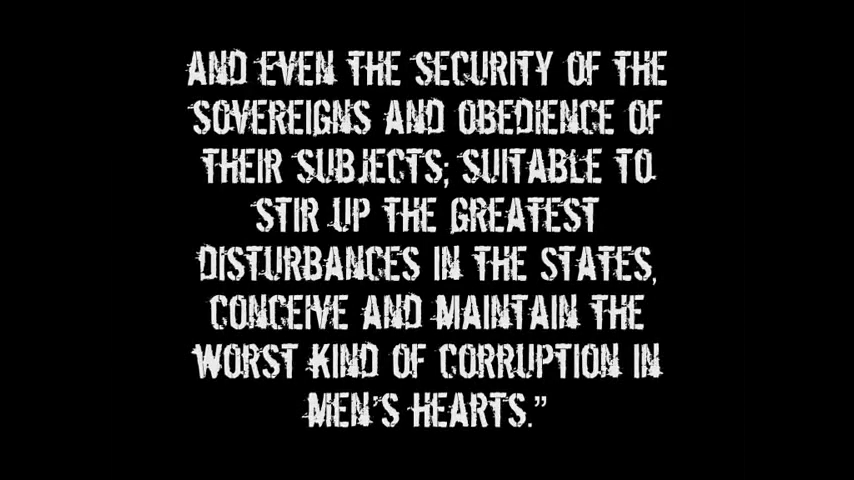 AND EVEN THE SECURITY OF THE
SOVEREIGNS AND OBEDIENCE OF
THEIR SUBJECTS; SUITABLE TO
STIR UP THE GREATEST
DISTURBANCES IN THE STATES,
CONCEIVE AND MAINTAIN THE
WORST KIND OF CORRUPTION IN
MEN'S HEARTS.”